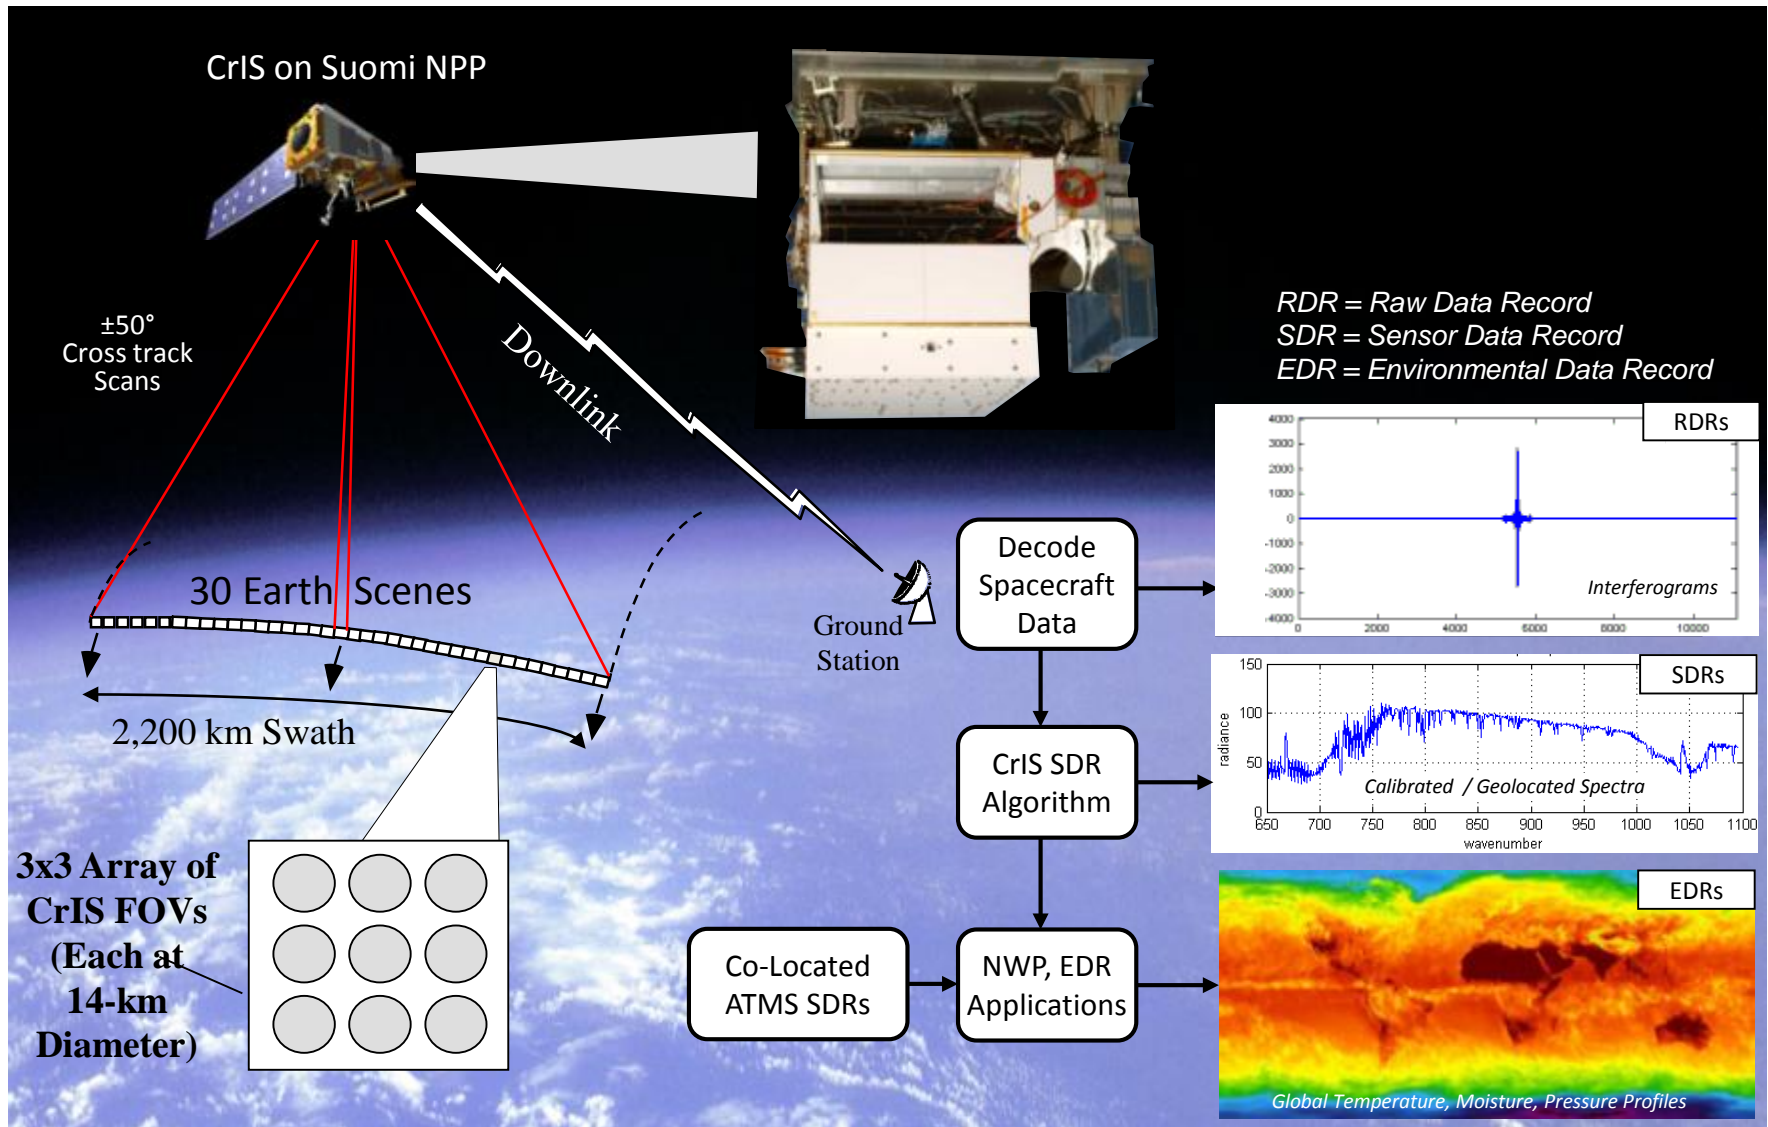 CrIS on Suomi NPP
±50°
Cross track
Scans
Downlink
RDR = Raw Data Record
SDR = Sensor Data Record
EDR = Environmental Data Record
30 Earth Scenes
2,200 km Swath
Ground
Station
3x3 Array of
CrIS FOVs
(Each at
14-km
Diameter)
Decode
Spacecraft
Data
CrIS SDR
Algorithm
Co-Located
ATMS SDRs
NWP, EDR
Applications
RDRs
4000
3000
2000
1000
0
-1000
-2000
-3000
-4000
0 2000 4000 6000 8000 10000
Interferograms
SDRs
150
100
50
0
radiance
Calibrated / Geolocated Spectra
650 700 750 800 850 900 950 1000 1050 1100
wavenumber
EDRs
Global Temperature, Moisture, Pressure Profiles